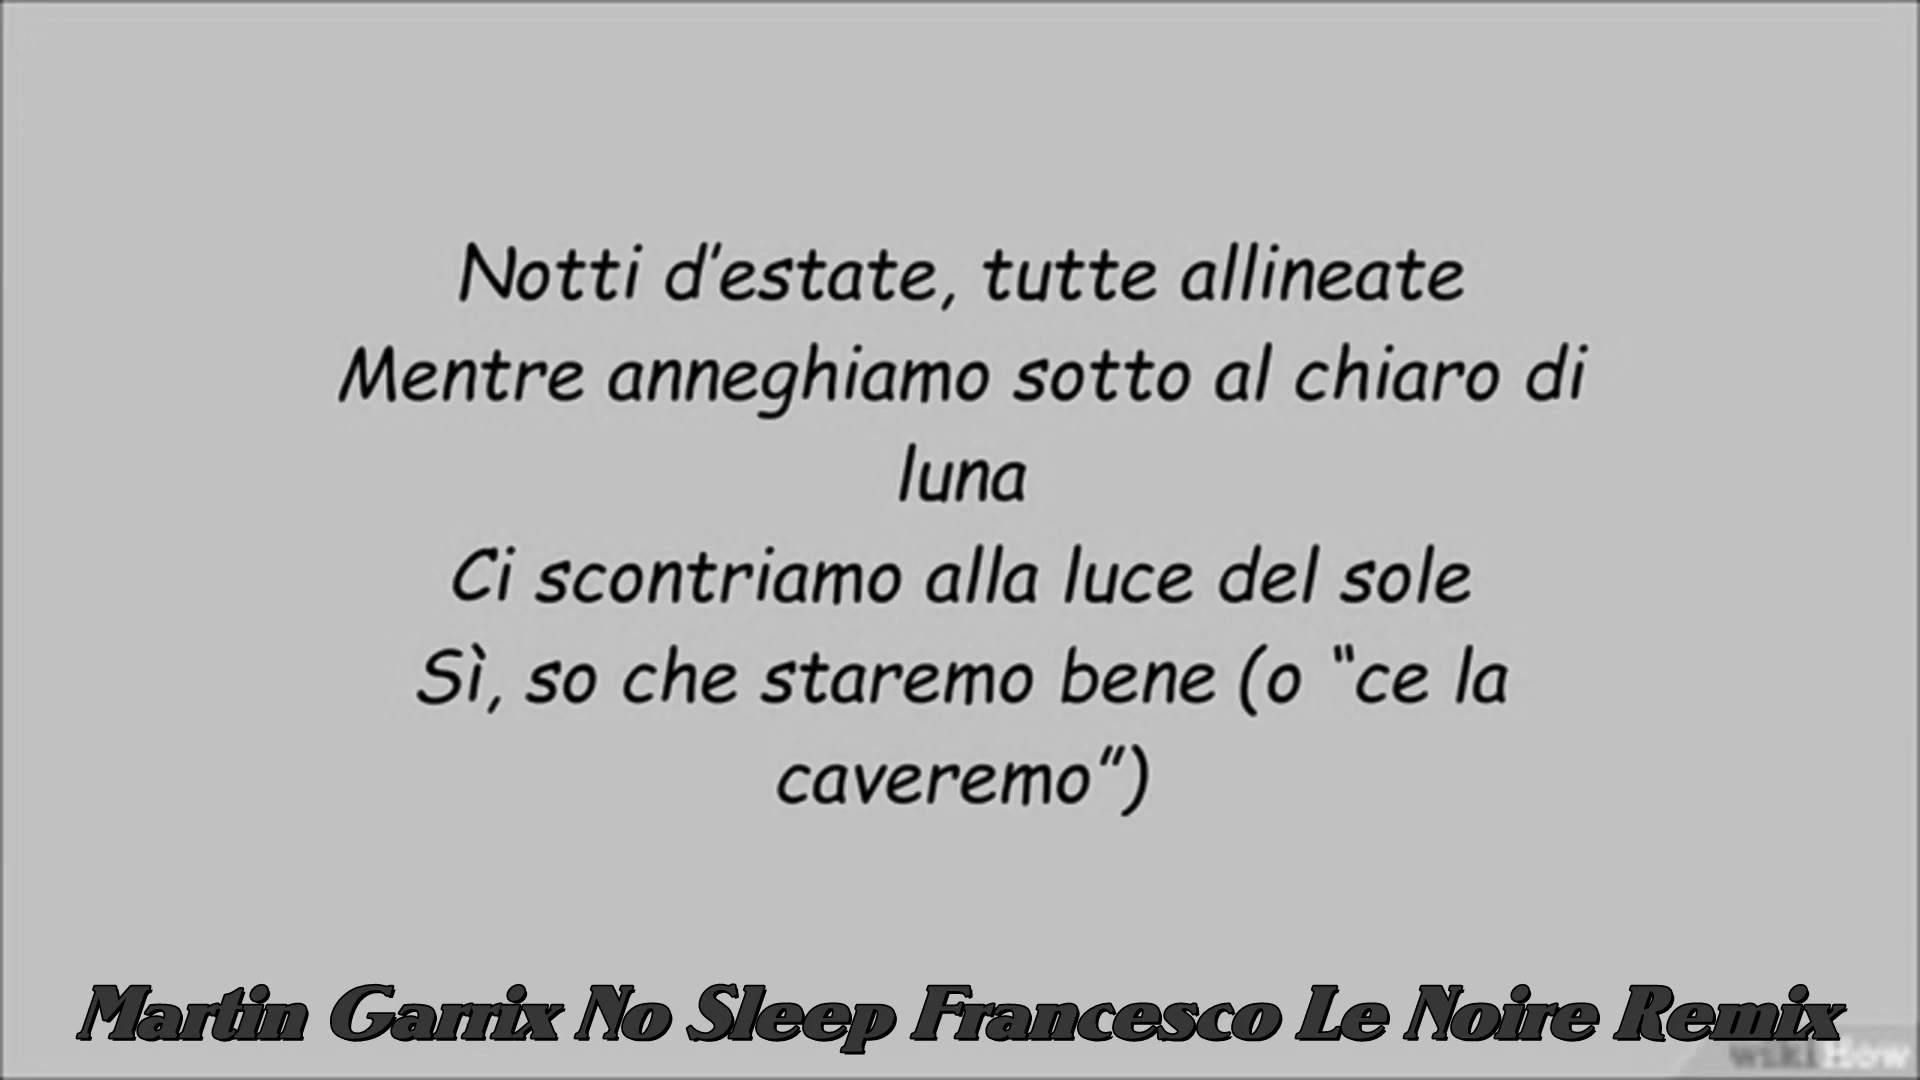 Notti d’estate, tutte allineate
Mentre anneghiamo sotto al chiaro di
luna
Ci scontriamo alla luce del sole
Sì, so che staremo bene (o “ce la
caveremo”)
Martin Garrix No Sleep Francesco Le Noire Remix
wikiHow